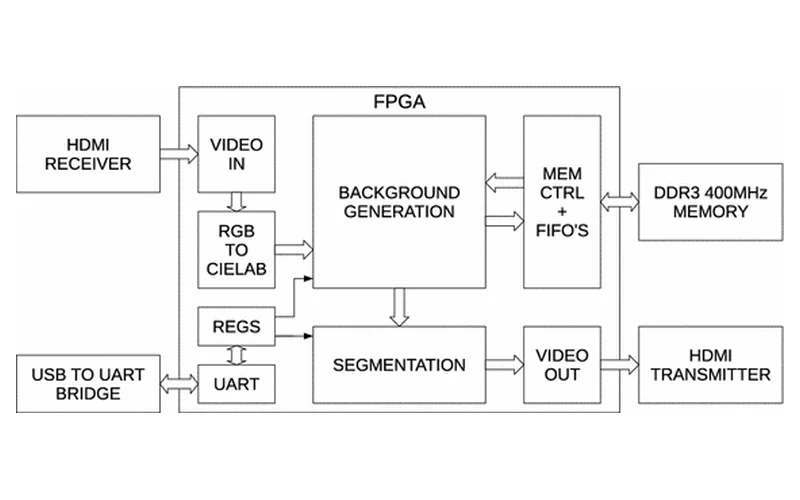 FPGA
HDMI
RECEIVER
VIDEO
IN
BACKGROUND
GENERATION
MEM
CTRL
+
FIFO'S
DDR3 400MHz
MEMORY
RGB
TO
CIELAB
REGS
UART
USB TO UART
BRIDGE
SEGMENTATION
VIDEO
OUT
HDMI
TRANSMITTER